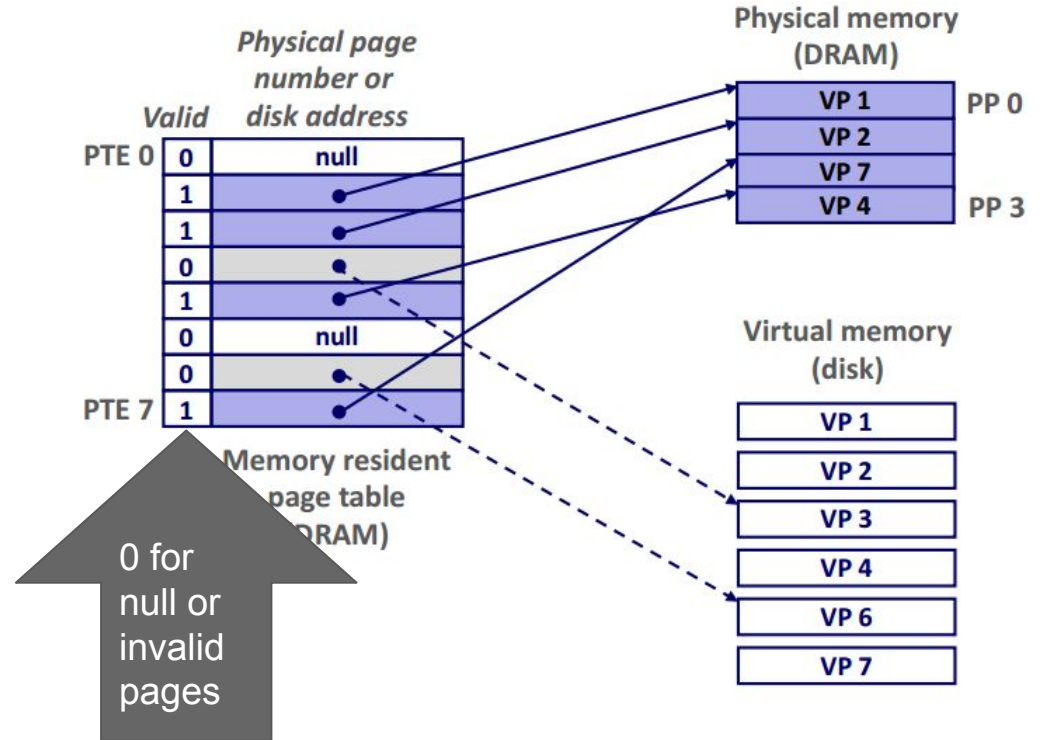 Physical page
number or
disk address
Valid
PTE 0
0
null
1
1
0
1
0
null
0
PTE 7
1
Memory resident
page table
DRAM)
0 for
null or
invalid
pages
Physical memory
(DRAM)
VP 1
PP 0
VP 2
VP 7
VP 4
PP 3
Virtual memory
(disk)
VP 1
VP 2
VP 3
VP 4
VP 6
VP 7